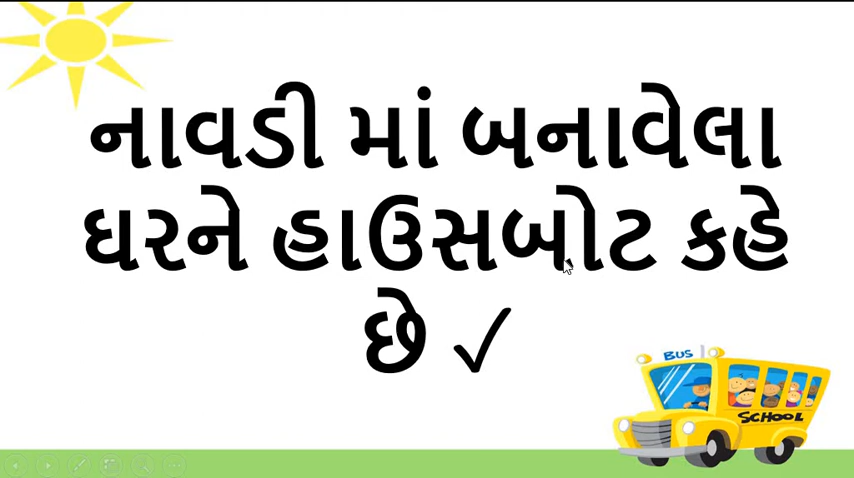 નાવડી માં બનાવેલા
ઘરને હાઉસબોટ કહે
છે ✓
BUS
SCHOOL